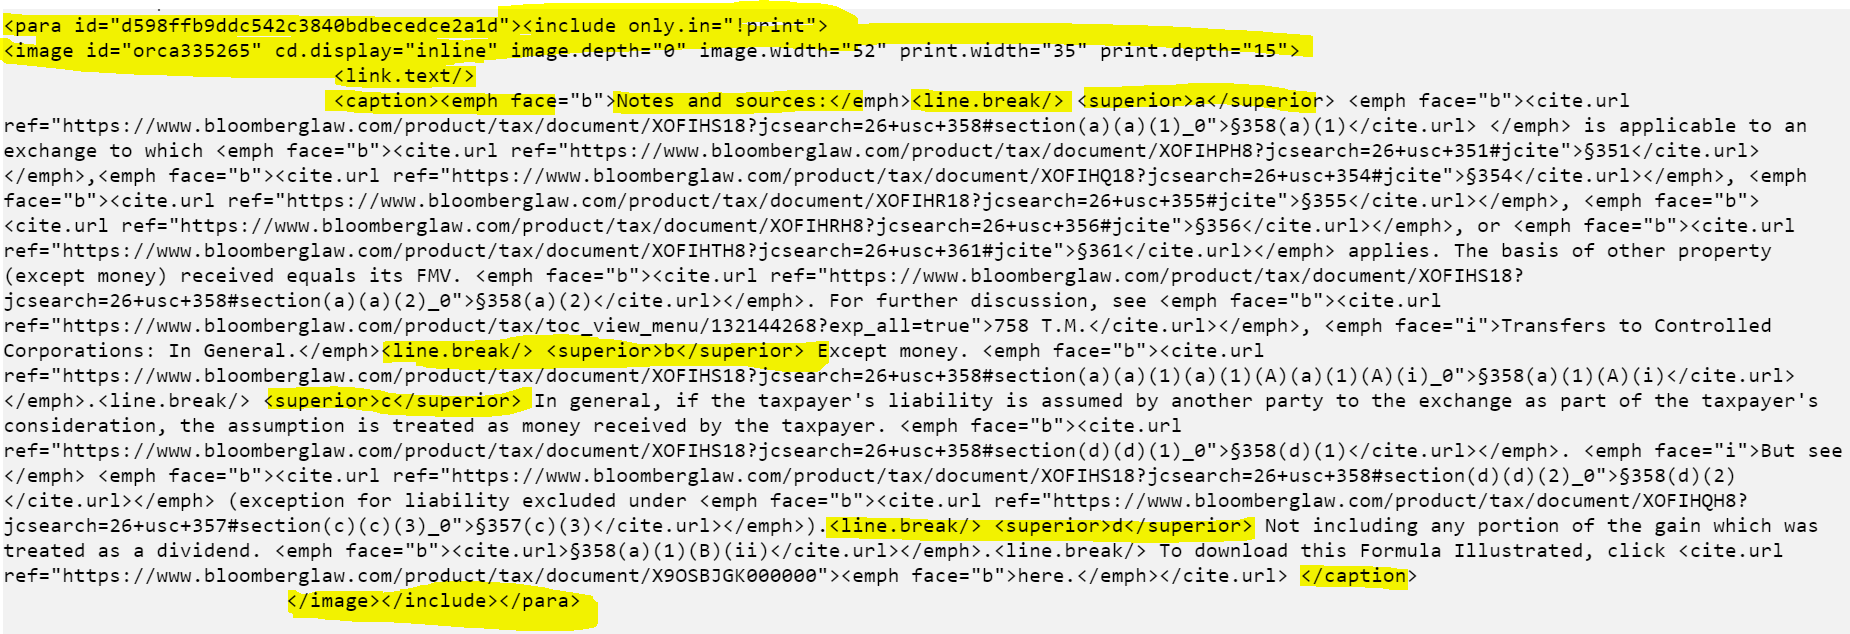 <para id="d598ffb9ddc542c3840bdbecedce2a1d"><include only.in="!print">
<image id="orca335265" cd.display="inline" image.depth="0" image.width="52" print.width="35" print.depth="15">
<link.text/>
<caption><emph face="b">Notes and sources:</emph><line.break/> <superior>a</superior> <emph face="b"><cite.url
ref="https://www.bloomberglaw.com/product/tax/document/XOFIHS18?jcsearch=26+usc+358#section(a)(a)(1)_0">§358(a)(1)</cite.url> </emph> is applicable to an
exchange to which <emph face="b"><cite.url ref="https://www.bloomberglaw.com/product/tax/document/XOFIHPH8?jcsearch=26+usc+351#jcite">§351</cite.url>
</emph>,<emph face="b"><cite.url ref="https://www.bloomberglaw.com/product/tax/document/XOFIHQ18?jcsearch=26+usc+354#jcite">§354</cite.url></emph>, <emph
face="b"><cite.url ref="https://www.bloomberglaw.com/product/tax/document/XOFIHR18?jcsearch=26+usc+355#jcite">§355</cite.url></emph>, <emph face="b">
<cite.url ref="https://www.bloomberglaw.com/product/tax/document/XOFIHRH8?jcsearch=26+usc+356#jcite">§356</cite.url></emph>, or <emph face="b"><cite.url
ref="https://www.bloomberglaw.com/product/tax/document/XOFIHTH8?jcsearch=26+usc+361#jcite">§361</cite.url></emph> applies. The basis of other property
(except money) received equals its FMV. <emph face="b"><cite.url ref="https://www.bloomberglaw.com/product/tax/document/XOFIHS18?
jcsearch=26+usc+358#section(a)(a)(2)_0">§358(a)(2)</cite.url></emph>. For further discussion, see <emph face="b"><cite.url
ref="https://www.bloomberglaw.com/product/tax/toc_view_menu/132144268?exp_all=true">758 T.M.</cite.url></emph>, <emph face="i">Transfers to Controlled
Corporations: In General.</emph><line.break/> <superior>b</superior> Except money. <emph face="b"><cite.url
ref="https://www.bloomberglaw.com/product/tax/document/XOFIHS18?jcsearch=26+usc+358#section(a)(a)(1)(a)(1)(A)(a)(1)(A)(i)_0">§358(a)(1)(A)(i)</cite.url>
</emph>.<line.break/> <superior>c</superior> In general, if the taxpayer's liability is assumed by another party to the exchange as part of the taxpayer's
consideration, the assumption is treated as money received by the taxpayer. <emph face="b"><cite.url
ref="https://www.bloomberglaw.com/product/tax/document/XOFIHS18?jcsearch=26+usc+358#section(d)(d)(1)_0">§358(d)(1)</cite.url></emph>. <emph face="i">But see
</emph> <emph face="b"><cite.url ref="https://www.bloomberglaw.com/product/tax/document/XOFIHS18?jcsearch=26+usc+358#section(d)(d)(2)_0">§358(d)(2)
</cite.url></emph> (exception for liability excluded under <emph face="b"><cite.url ref="https://www.bloomberglaw.com/product/tax/document/XOFIHQH8?
jcsearch=26+usc+357#section(c)(c)(3)_0">§357(c)(3)</cite.url></emph>).<line.break/> <superior>d</superior> Not including any portion of the gain which was
treated as a dividend. <emph face="b"><cite.url>§358(a)(1)(B)(ii)</cite.url></emph>.<line.break/> To download this Formula Illustrated, click <cite.url
ref="https://www.bloomberglaw.com/product/tax/document/X9OSBJGK000000"><emph face="b">here.</emph></cite.url> </caption>
</image></include></para>